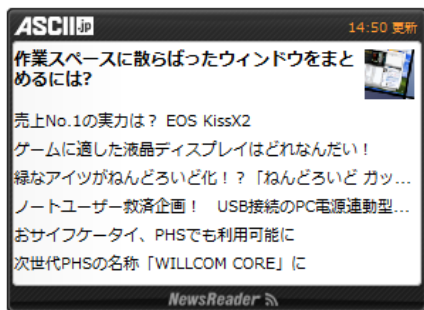 ASCII.jp
14:50 更新
作業スペースに散らばったウィンドウをまと
めるには?
売上No.1の実力は? EOS KissX2
ゲームに適した液晶ディスプレイはどれなんだい!
緑なアイツがねんどろいど化!?「ねんどろいど ガッ...
ノートユーザー救済企画! USB接続のPC電源連動型...
おサイフケータイ、PHSでも利用可能に
次世代PHSの名称「WILLCOM CORE」に
NewsReader